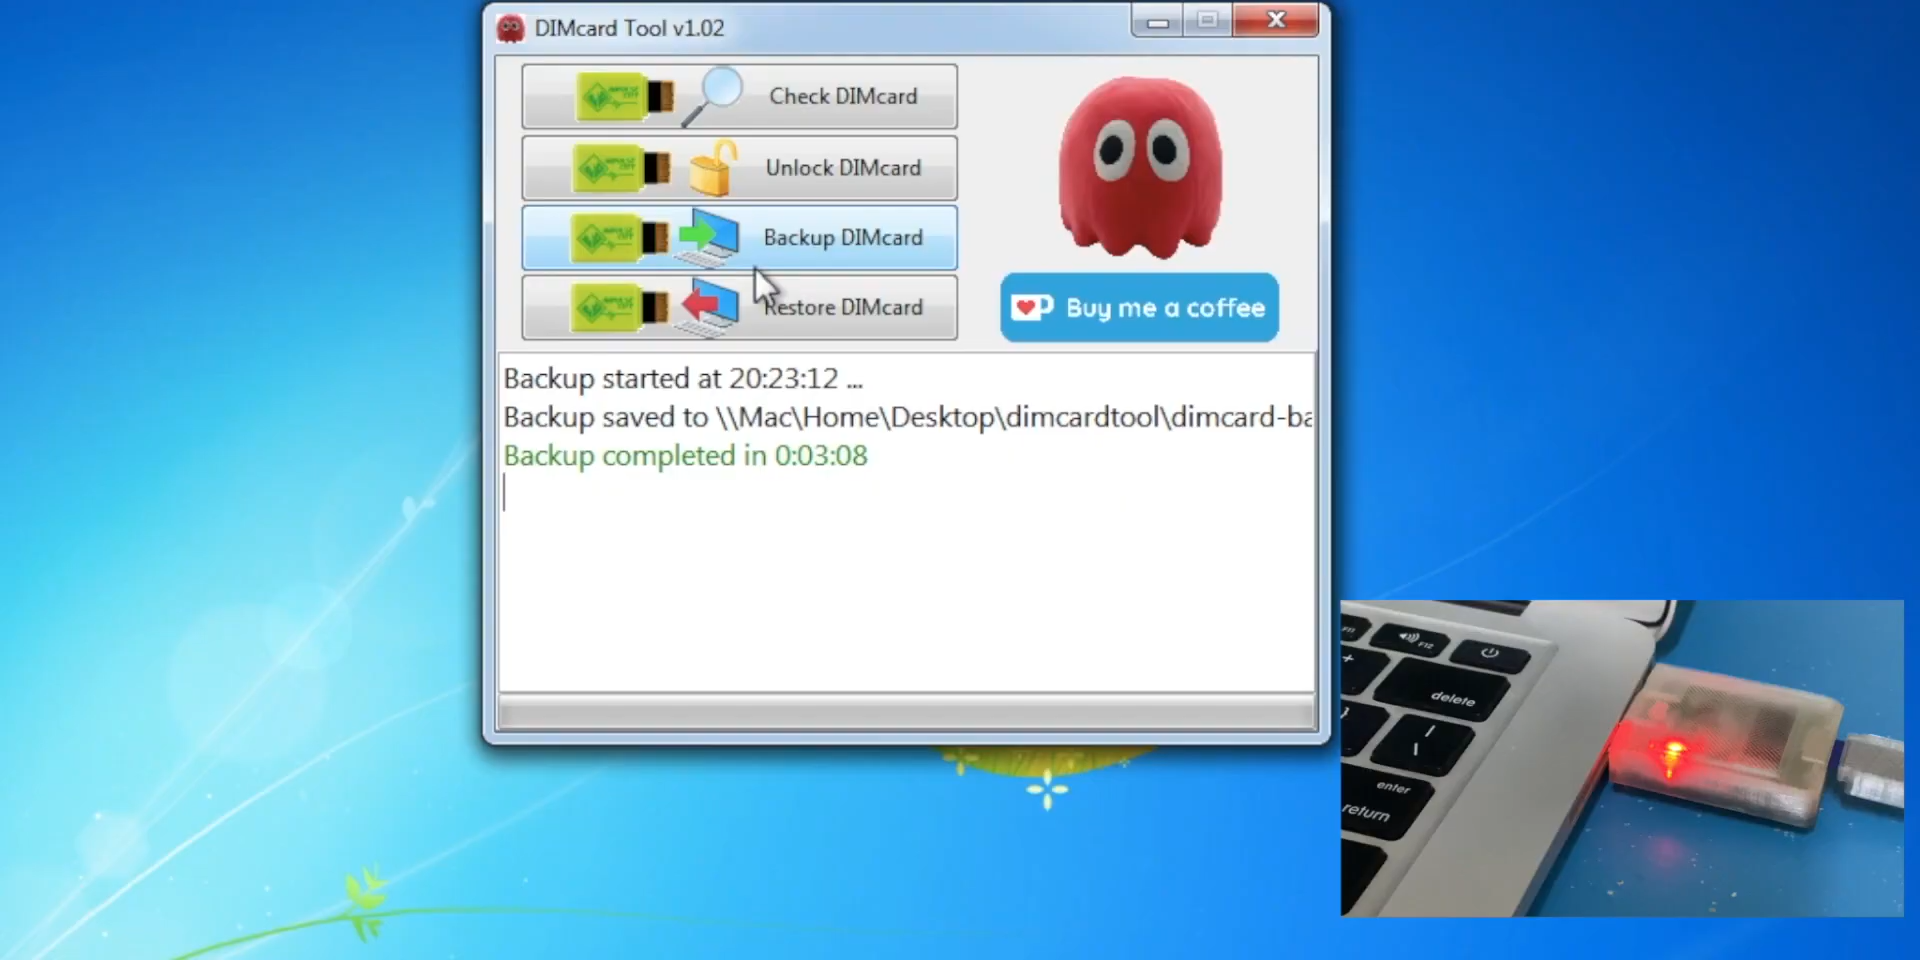 DIMcard Tool v1.02
Check DIMcard
Unlock DIMcard
Backup DIMcard
Restore DIMcard
Buy me a coffee
Backup started at 20:23:12 ...
Backup saved to \\Mac\Home\Desktop\dimcardtool\dimcard-ba
Backup completed in 0:03:08
F11
F12
+
delete
}
|
\
enter
return